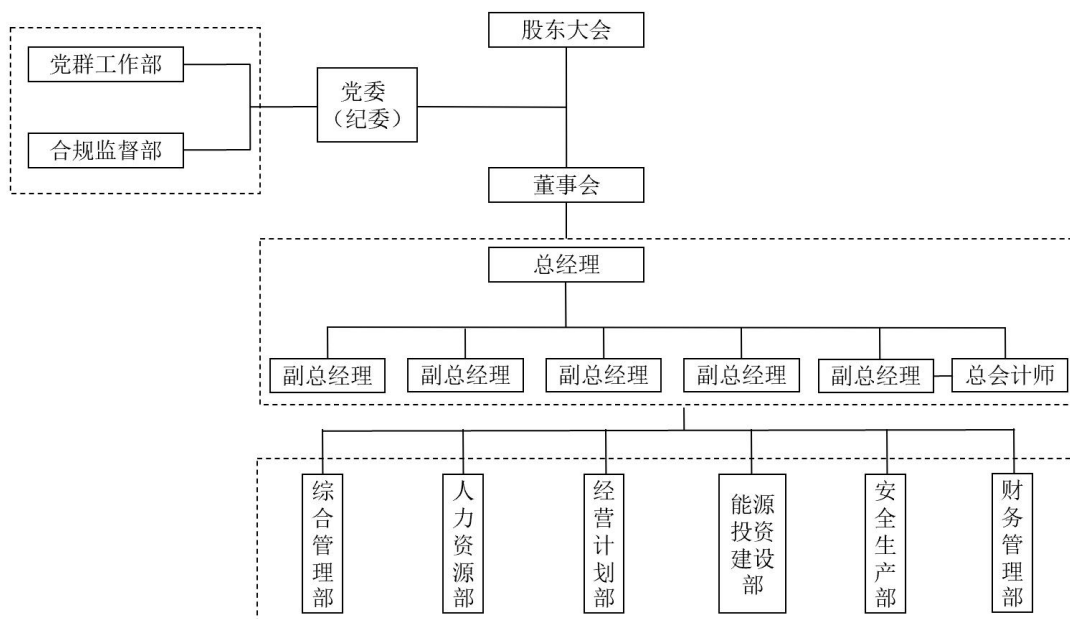 股东大会
党群工作部
党委
（纪委）
合规监督部
董事会
总经理
副总经理
副总经理
副总经理
副总经理
副总经理
总会计师
综合管理部
人力资源部
经营计划部
能源
投资
建设
部
安全生产部
财务管理部